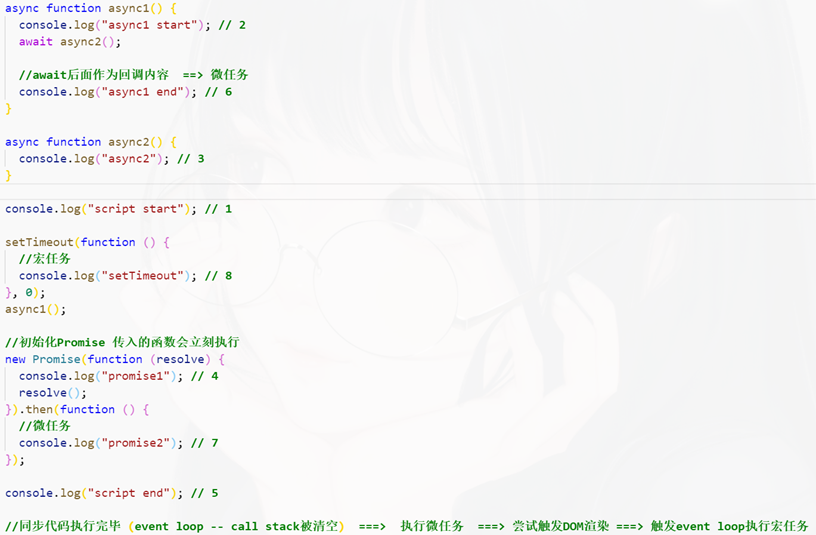 async function async1() {
console.log("async1 start"); // 2
await async2();
//await后面作为回调内容 ==> 微任务
console.log("async1 end"); // 6
}
async function async2() {
console.log("async2"); // 3
}
console.log("script start"); // 1
setTimeout(function () {
//宏任务
console.log("setTimeout"); // 8
}, 0);
async1();
//初始化Promise 传入的函数会立刻执行
new Promise(function (resolve) {
console.log("promise1"); // 4
resolve();
}).then(function () {
//微任务
console.log("promise2"); // 7
});
console.log("script end"); // 5
//同步代码执行完毕 (event loop -- call stack被清空) ===> 执行微任务 ===> 尝试触发DOM渲染 ===> 触发event loop执行宏任务